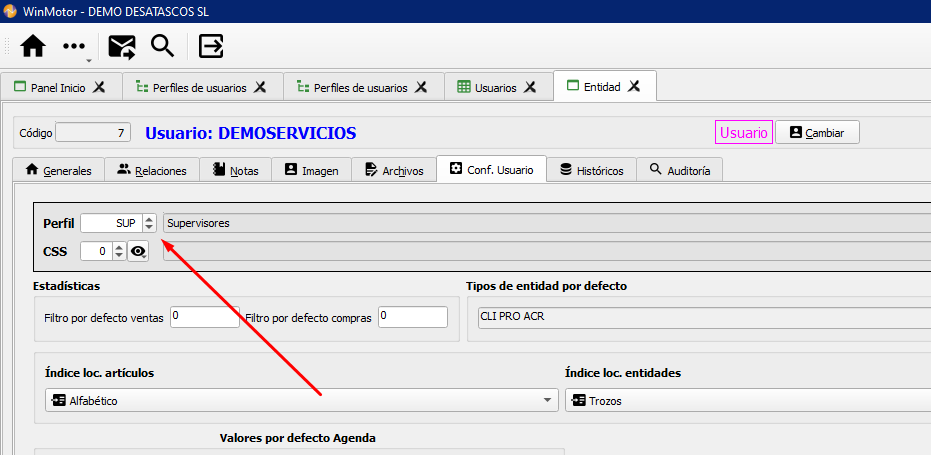 WinMotor - DEMO DESATASCOS SL
Panel Inicio Perfiles de usuarios Perfiles de usuarios Usuarios Entidad
Código 7 Usuario: DEMOSERVICIOS Usuario Cambiar
Generales Relaciones Notas Imagen Archivos Conf. Usuario Históricos Auditoría
Perfil SUP Supervisores
CSS 0
Estadísticas Tipos de entidad por defecto
Filtro por defecto ventas 0 Filtro por defecto compras 0 CLI PRO ACR
Índice loc. artículos Índice loc. entidades
Alfabético Trozos
Valores por defecto Agenda